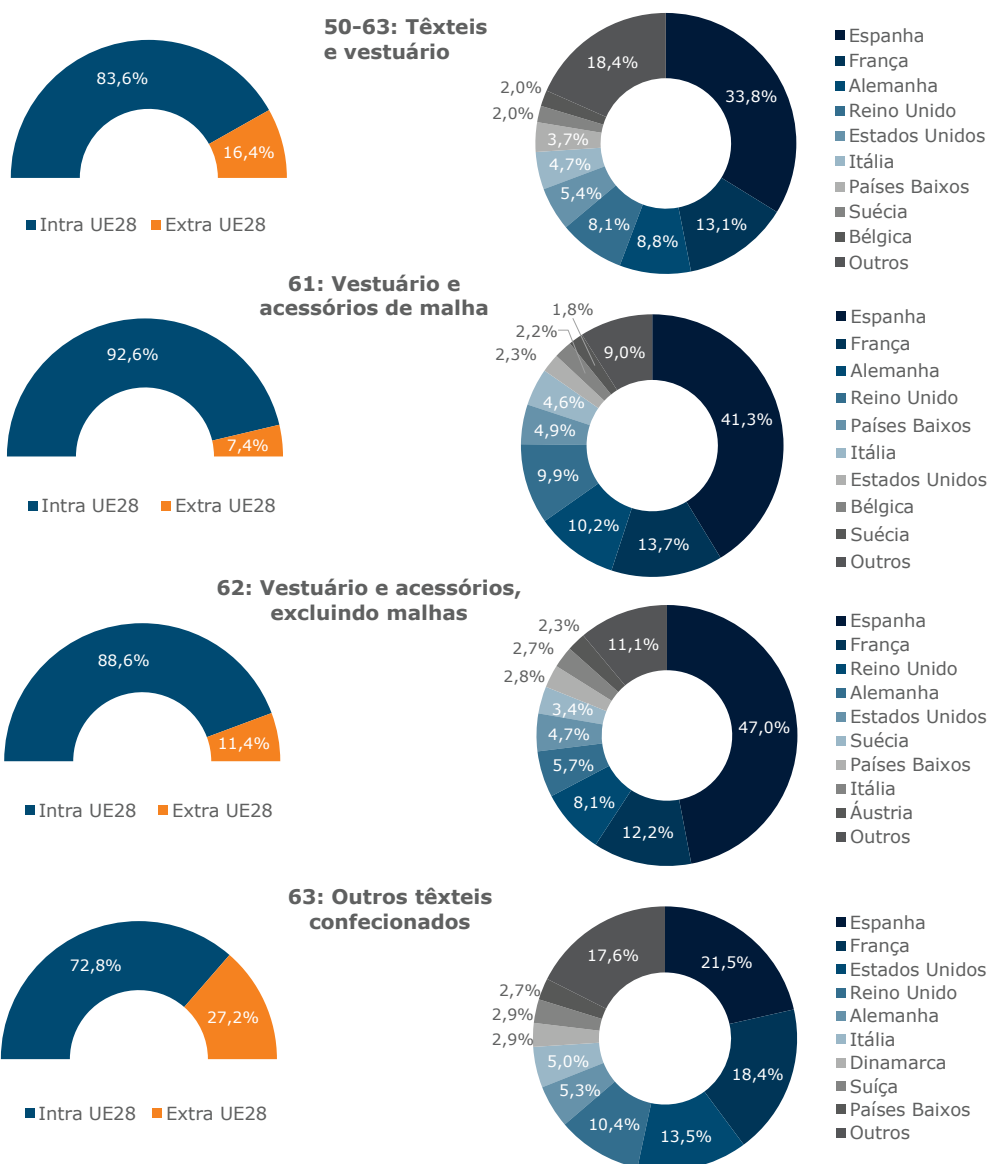 50-63: Têxteis
e vestuário
83,6%
16,4%
Intra UE28
Extra UE28
33,8%
13,1%
8,8%
8,1%
5,4%
4,7%
3,7%
2,0%
2,0%
18,4%
Espanha
França
Alemanha
Reino Unido
Estados Unidos
Itália
Países Baixos
Suécia
Bélgica
Outros
61: Vestuário e
acessórios de malha
92,6%
7,4%
Intra UE28
Extra UE28
41,3%
13,7%
10,2%
9,9%
4,9%
4,6%
2,3%
2,2%
1,8%
9,0%
Espanha
França
Alemanha
Reino Unido
Países Baixos
Itália
Estados Unidos
Bélgica
Suécia
Outros
62: Vestuário e acessórios,
excluindo malhas
88,6%
11,4%
Intra UE28
Extra UE28
47,0%
12,2%
8,1%
5,7%
4,7%
3,4%
2,8%
2,7%
2,3%
11,1%
Espanha
França
Reino Unido
Alemanha
Estados Unidos
Suécia
Países Baixos
Itália
Áustria
Outros
63: Outros têxteis
confecionados
72,8%
27,2%
Intra UE28
Extra UE28
21,5%
18,4%
13,5%
10,4%
5,3%
5,0%
2,9%
2,9%
2,7%
17,6%
Espanha
França
Estados Unidos
Reino Unido
Alemanha
Itália
Dinamarca
Suíça
Países Baixos
Outros